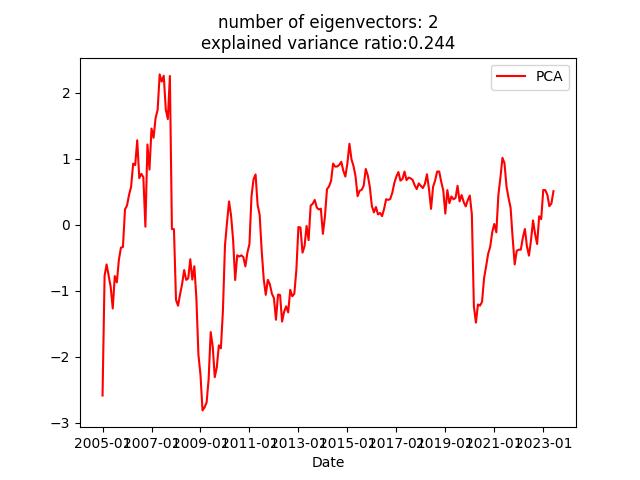 number of eigenvectors: 2
explained variance ratio:0.244
PCA
2
1
0
−1
−2
−3
2005-01 2007-01 2009-01 2011-01 2013-01 2015-01 2017-01 2019-01 2021-01 2023-01
Date